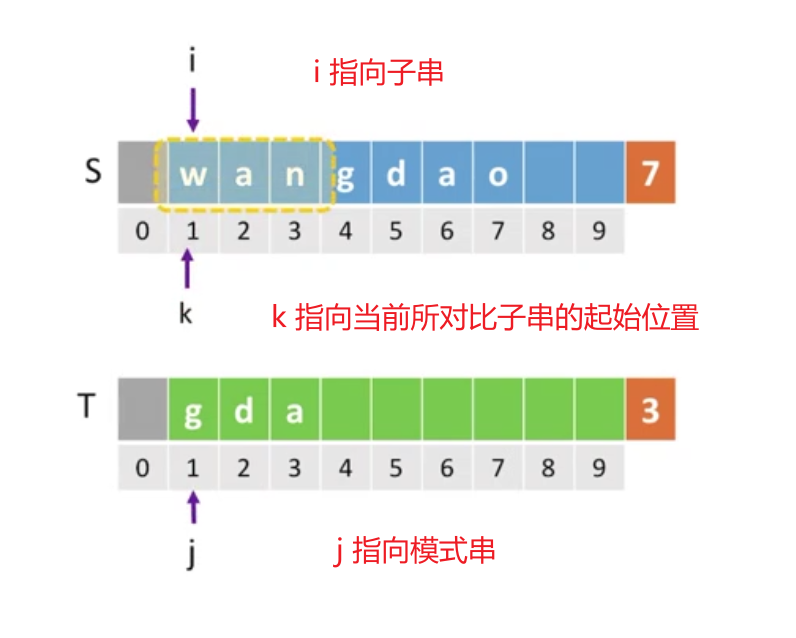 i
i 指向子串
S w a n g d a o 7
0 1 2 3 4 5 6 7 8 9
k
k 指向当前所对比子串的起始位置
T g d a 3
0 1 2 3 4 5 6 7 8 9
j
j 指向模式串